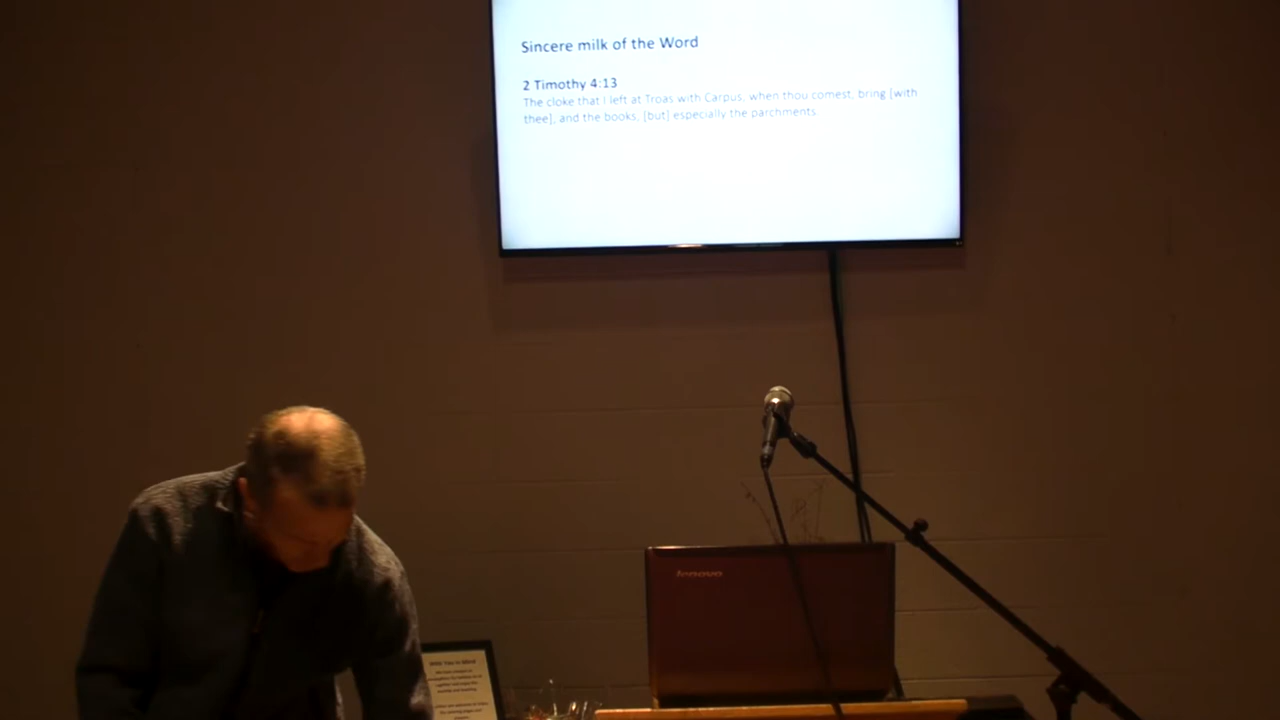 Sincere milk of the Word
2 Timothy 4:13
The cloke that I left at Troas with Carpus, when thou comest, bring [with
thee], and the books, [but] especially the parchments.
lenovo